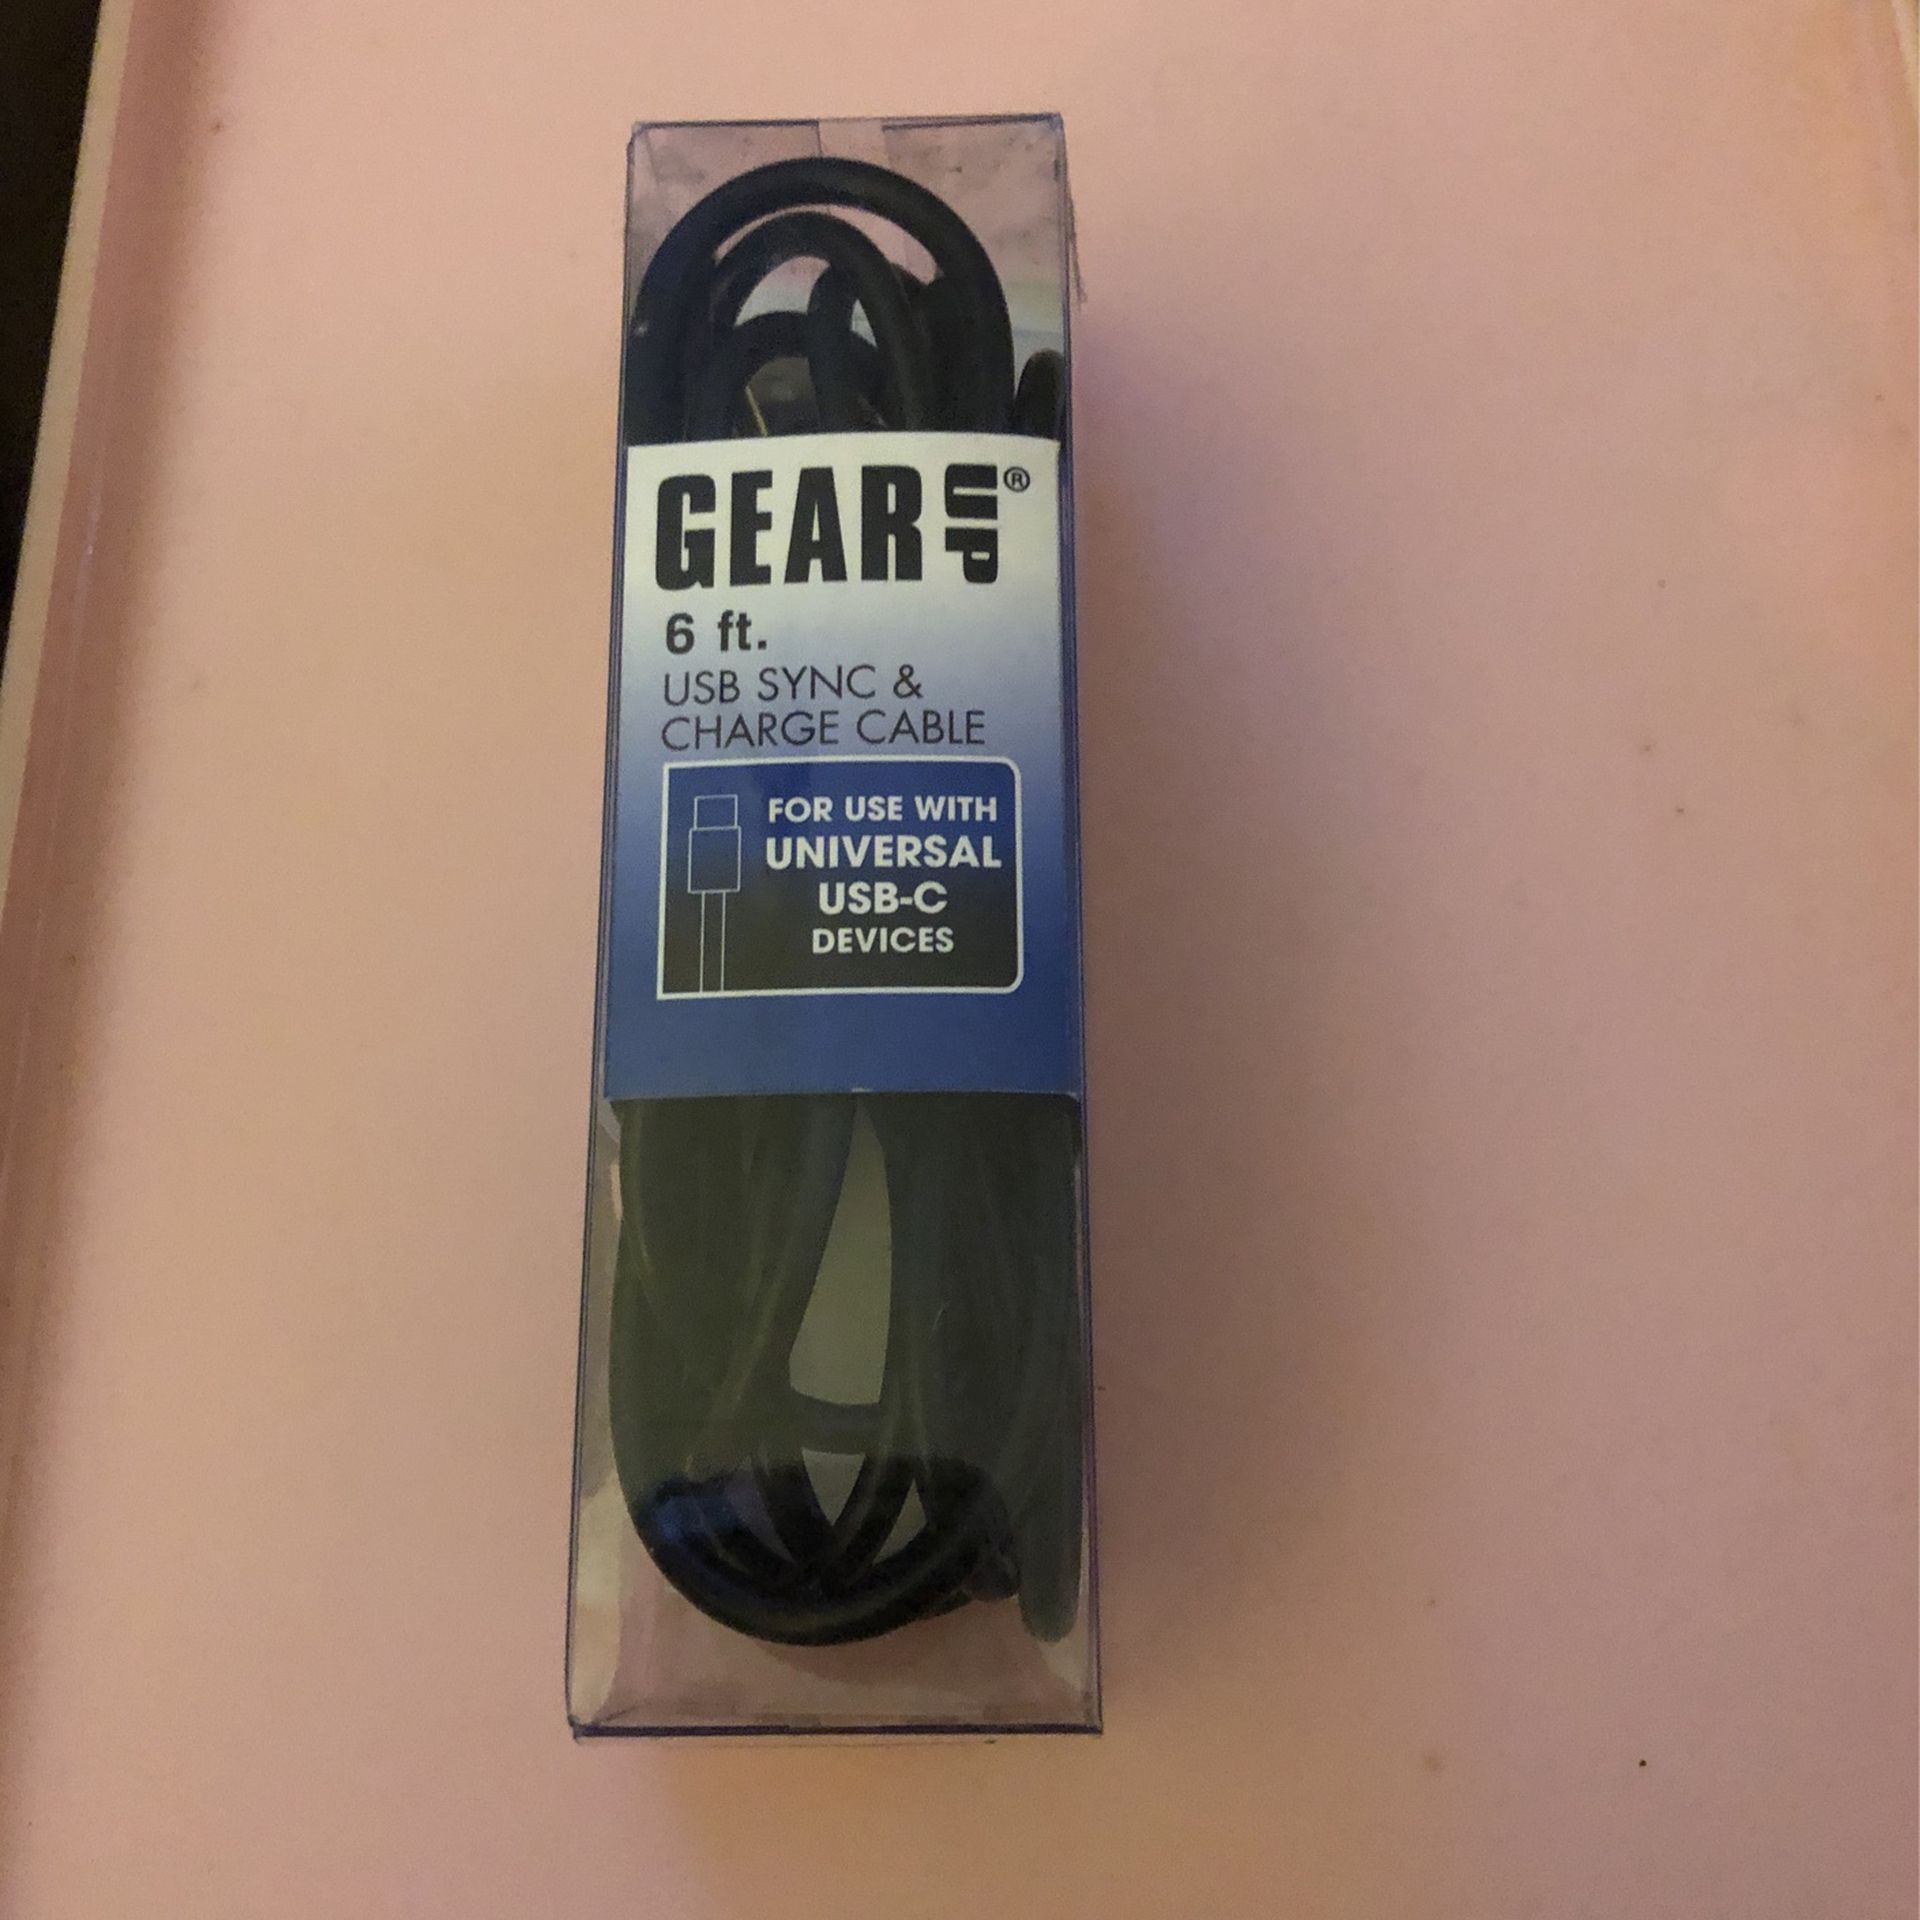 GEAR UP®
6 ft.
USB SYNC &
CHARGE CABLE
FOR USE WITH
UNIVERSAL
USB-C
DEVICES